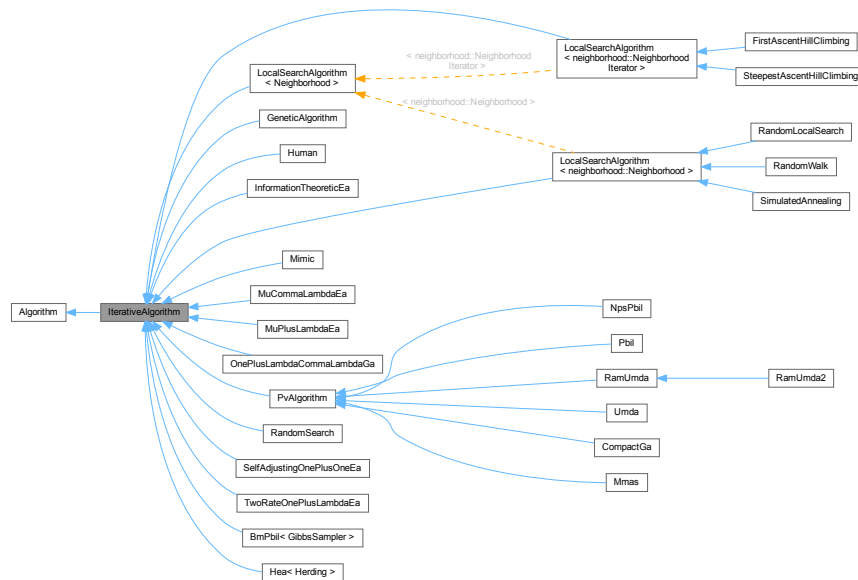 FirstAscentHillClimbing
LocalSearchAlgorithm
< neighborhood::Neighborhood
Iterator >
< neighborhood::Neighborhood
Iterator >
SteepestAscentHillClimbing
LocalSearchAlgorithm
< Neighborhood >
< neighborhood::Neighborhood >
GeneticAlgorithm
RandomLocalSearch
Human
LocalSearchAlgorithm
< neighborhood::Neighborhood >
RandomWalk
InformationTheoreticEa
SimulatedAnnealing
Mimic
MuCommaLambdaEa
Algorithm
IterativeAlgorithm
NpsPbil
MuPlusLambdaEa
Pbil
OnePlusLambdaCommaLambdaGa
RamUmda
RamUmda2
PvAlgorithm
Umda
RandomSearch
CompactGa
SelfAdjustingOnePlusOneEa
Mmas
TwoRateOnePlusLambdaEa
BmPbil< GibbsSampler >
Hea< Herding >